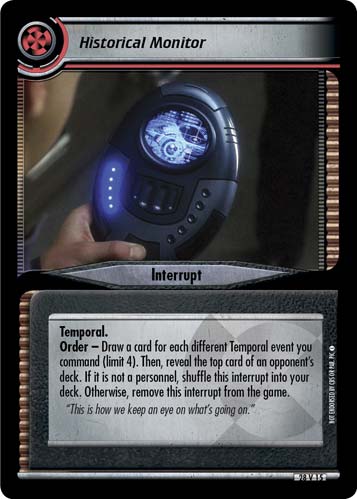 Historical Monitor
Interrupt
Temporal.
Order – Draw a card for each different Temporal event you
command (limit 4). Then, reveal the top card of an opponent's
deck. If it is not a personnel, shuffle this interrupt into your
deck. Otherwise, remove this interrupt from the game.
"This is how we keep an eye on what's going on."
NOT ENDORSED BY CBS OR PAR. PIC.
28 V 15